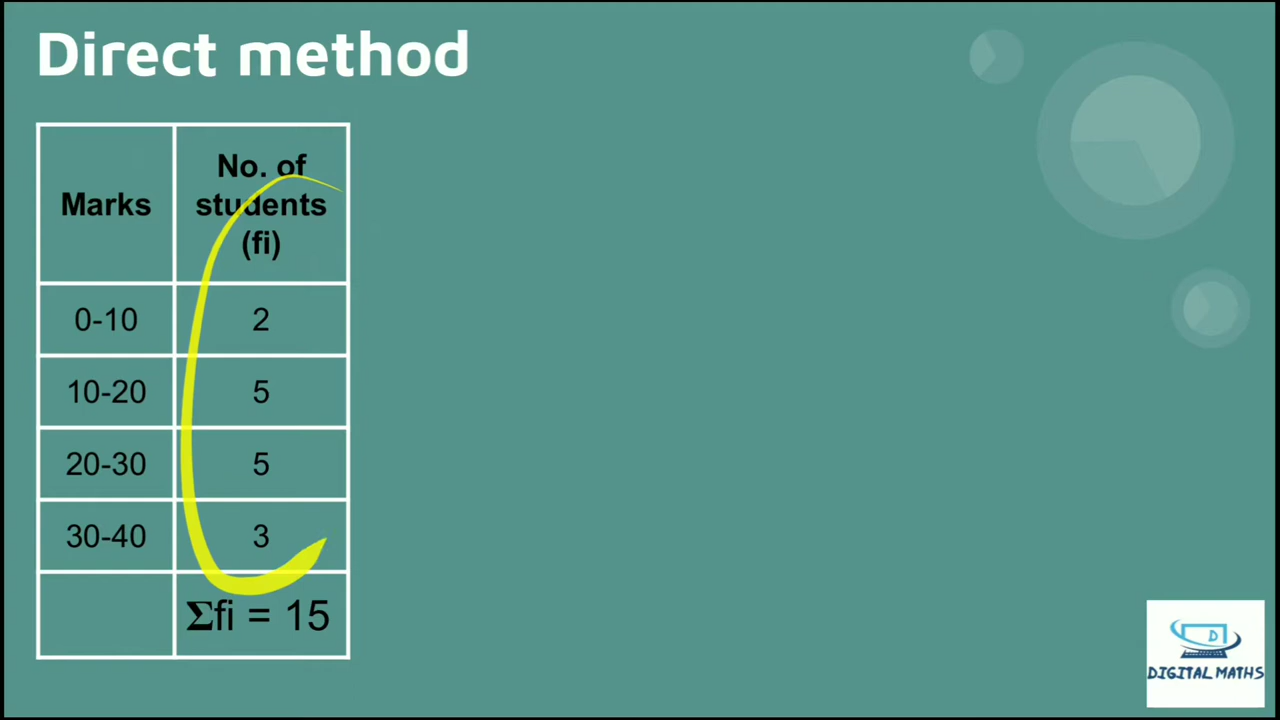 Direct method
Marks
No. of
students
(fi)
0-10
2
10-20
5
20-30
5
30-40
3
Σfi = 15
D
DIGITAL MATHS